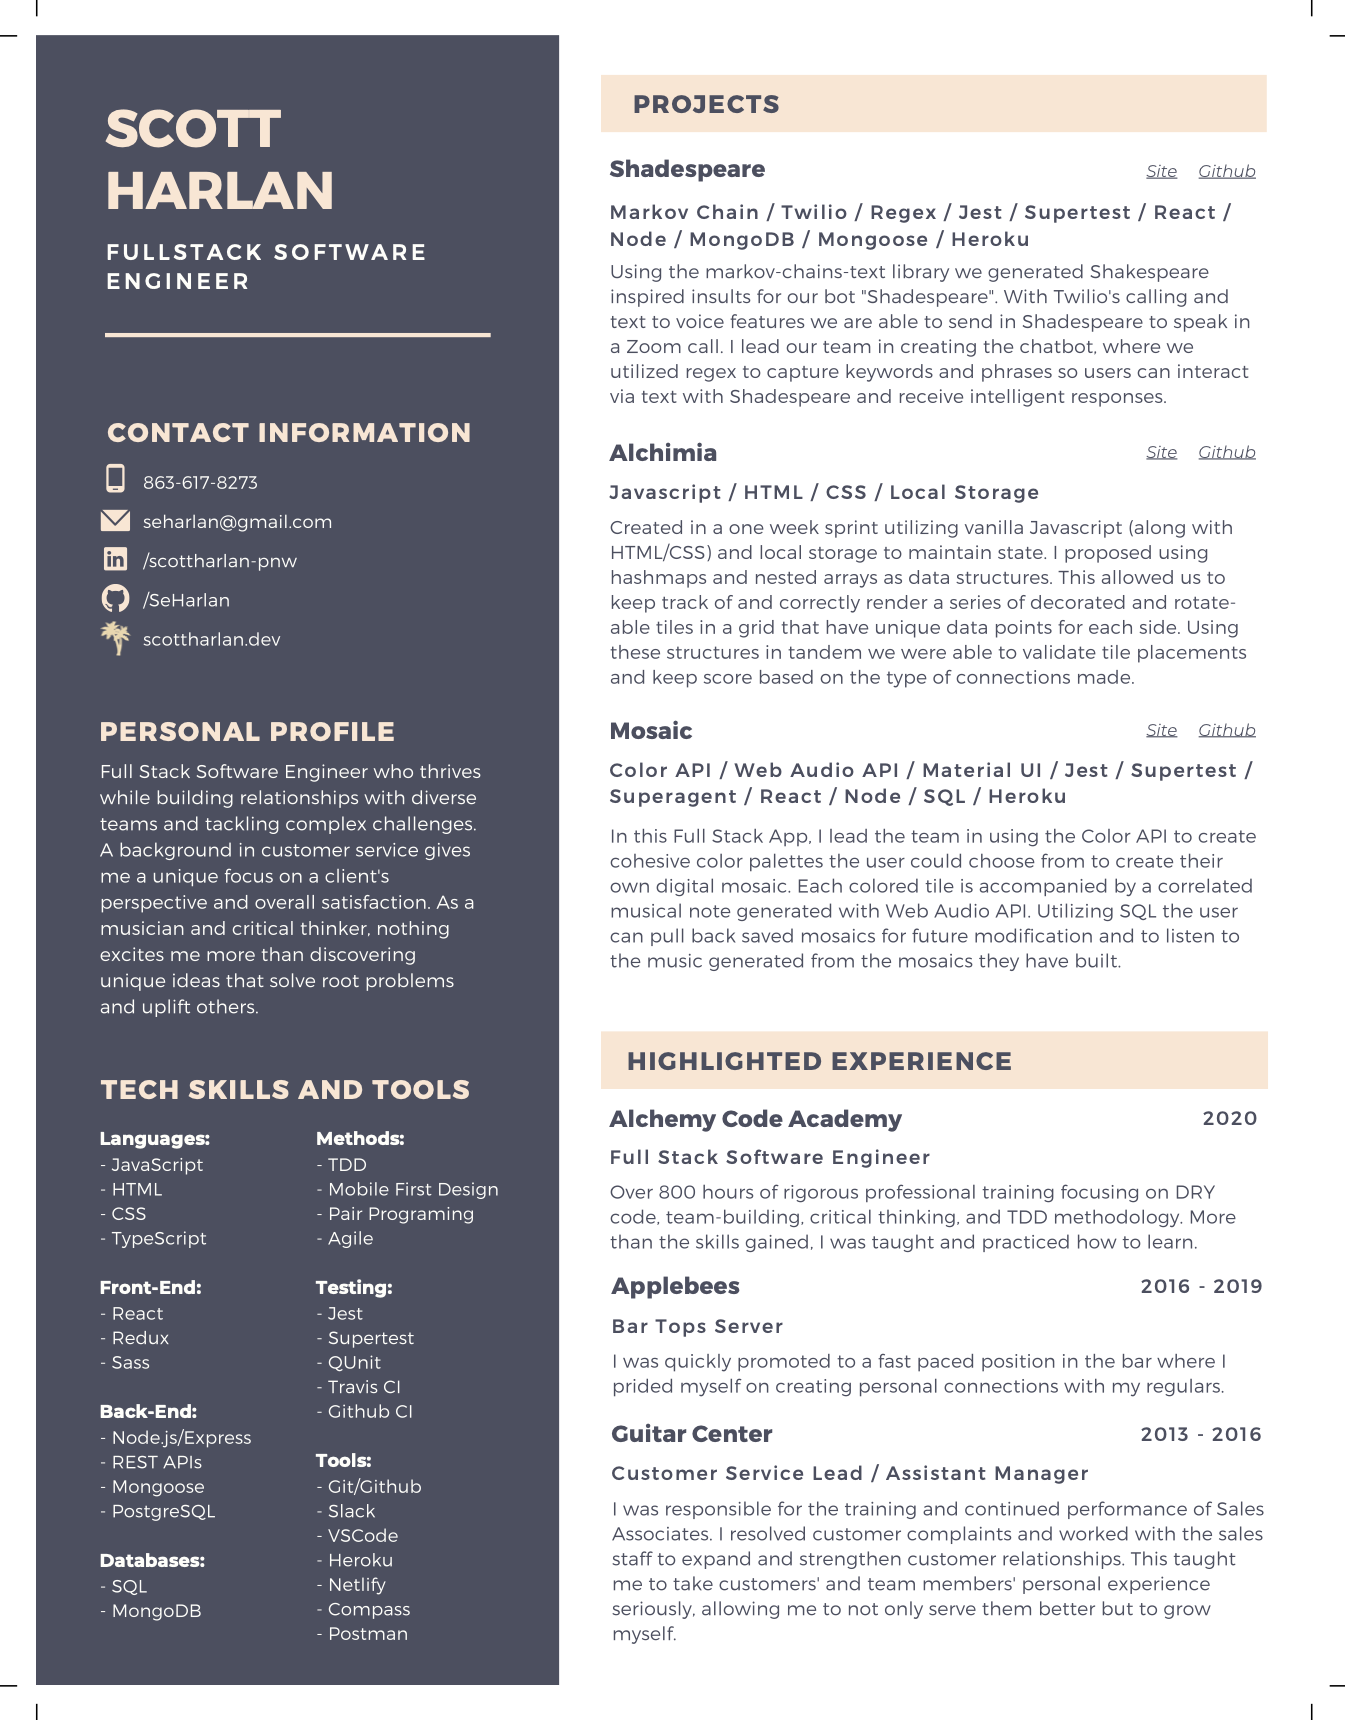 SCOTT
HARLAN
FULLSTACK SOFTWARE
ENGINEER
CONTACT INFORMATION
863-617-8273
seharlan@gmail.com
/scottharlan-pnw
/SeHarlan
scottharlan.dev
PERSONAL PROFILE
Full Stack Software Engineer who thrives
while building relationships with diverse
teams and tackling complex challenges.
A background in customer service gives
me a unique focus on a client's
perspective and overall satisfaction. As a
musician and critical thinker, nothing
excites me more than discovering
unique ideas that solve root problems
and uplift others.
TECH SKILLS AND TOOLS
Languages:
- JavaScript
- HTML
- CSS
- TypeScript
Front-End:
- React
- Redux
- Sass
Back-End:
- Node.js/Express
- REST APIs
- Mongoose
- PostgreSQL
Databases:
- SQL
- MongoDB
Methods:
- TDD
- Mobile First Design
- Pair Programing
- Agile
Testing:
- Jest
- Supertest
- QUnit
- Travis CI
- Github CI
Tools:
- Git/Github
- Slack
- VSCode
- Heroku
- Netlify
- Compass
- Postman
PROJECTS
Shadespeare Site Github
Markov Chain / Twilio / Regex / Jest / Supertest / React /
Node / MongoDB / Mongoose / Heroku
Using the markov-chains-text library we generated Shakespeare
inspired insults for our bot "Shadespeare". With Twilio's calling and
text to voice features we are able to send in Shadespeare to speak in
a Zoom call. I lead our team in creating the chatbot, where we
utilized regex to capture keywords and phrases so users can interact
via text with Shadespeare and receive intelligent responses.
Alchimia Site Github
Javascript / HTML / CSS / Local Storage
Created in a one week sprint utilizing vanilla Javascript (along with
HTML/CSS) and local storage to maintain state. I proposed using
hashmaps and nested arrays as data structures. This allowed us to
keep track of and correctly render a series of decorated and rotate-
able tiles in a grid that have unique data points for each side. Using
these structures in tandem we were able to validate tile placements
and keep score based on the type of connections made.
Mosaic Site Github
Color API / Web Audio API / Material UI / Jest / Supertest /
Superagent / React / Node / SQL / Heroku
In this Full Stack App, I lead the team in using the Color API to create
cohesive color palettes the user could choose from to create their
own digital mosaic. Each colored tile is accompanied by a correlated
musical note generated with Web Audio API. Utilizing SQL the user
can pull back saved mosaics for future modification and to listen to
the music generated from the mosaics they have built.
HIGHLIGHTED EXPERIENCE
Alchemy Code Academy 2020
Full Stack Software Engineer
Over 800 hours of rigorous professional training focusing on DRY
code, team-building, critical thinking, and TDD methodology. More
than the skills gained, I was taught and practiced how to learn.
Applebees 2016 - 2019
Bar Tops Server
I was quickly promoted to a fast paced position in the bar where I
prided myself on creating personal connections with my regulars.
Guitar Center 2013 - 2016
Customer Service Lead / Assistant Manager
I was responsible for the training and continued performance of Sales
Associates. I resolved customer complaints and worked with the sales
staff to expand and strengthen customer relationships. This taught
me to take customers' and team members' personal experience
seriously, allowing me to not only serve them better but to grow
myself.